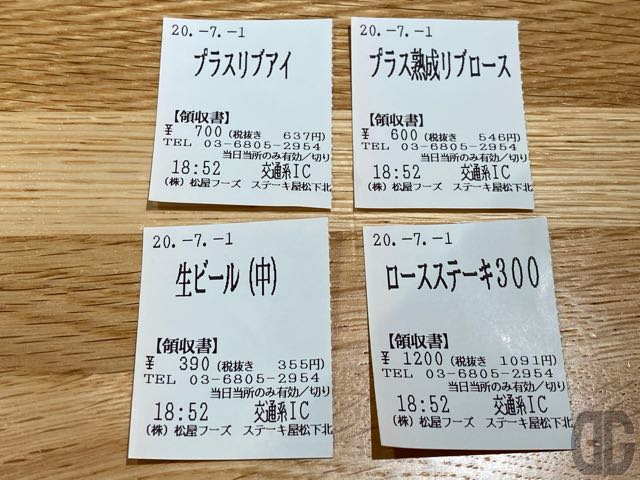 20.-7.-1
プラスリブアイ
【領収書】
¥ 700 (税抜き 637円)
TEL 03-6805-2954
当日当所のみ有効/切り
18:52 交通系IC
(株) 松屋フーズ ステーキ屋松下北
20.-7.-1
プラス熟成リブロース
【領収書】
¥ 600 (税抜き 546円)
TEL 03-6805-2954
当日当所のみ有効/切り
18:52 交通系IC
(株) 松屋フーズ ステーキ屋松下北
20.-7.-1
生ビール (中)
【領収書】
¥ 390 (税抜き 355円)
TEL 03-6805-2954
当日当所のみ有効/切り
18:52 交通系IC
(株) 松屋フーズ ステーキ屋松下北
20.-7.-1
ロースステーキ300
【領収書】
¥ 1200 (税抜き 1091円)
TEL 03-6805-2954
当日当所のみ有効/切り
18:52 交通系IC
(株) 松屋フーズ ステーキ屋松下北